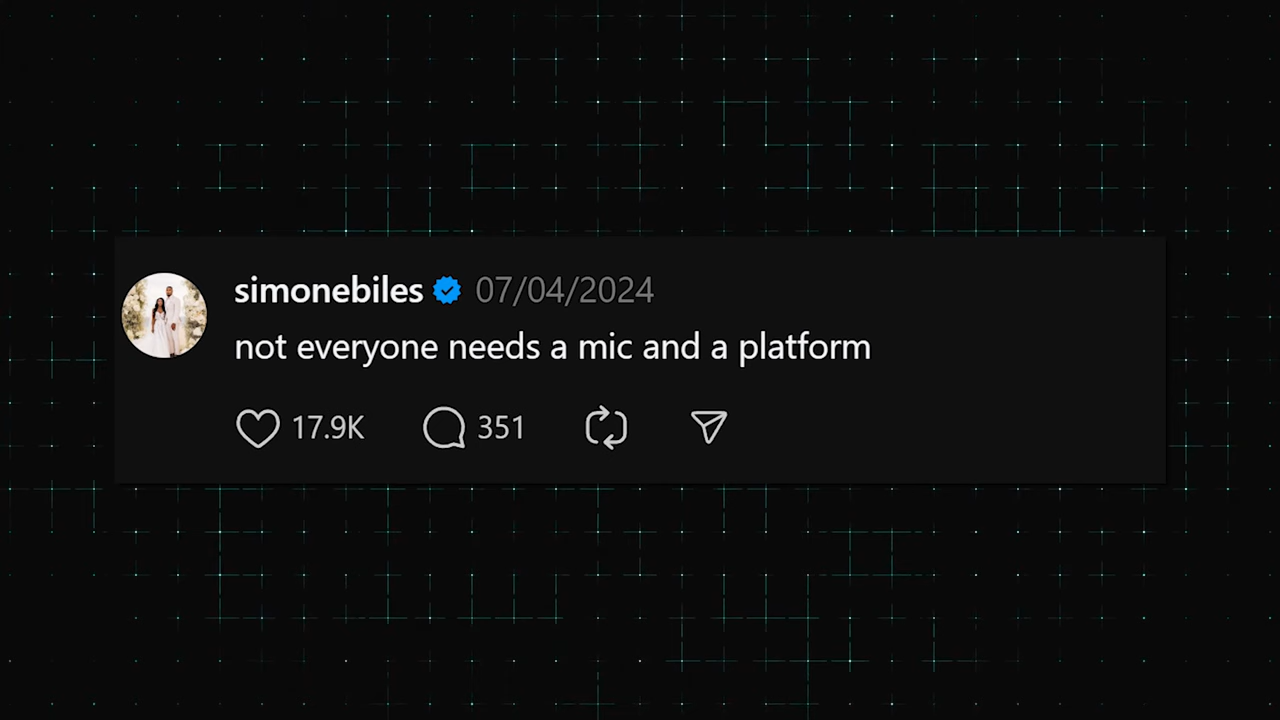 simonebiles 07/04/2024
not everyone needs a mic and a platform
17.9K 351